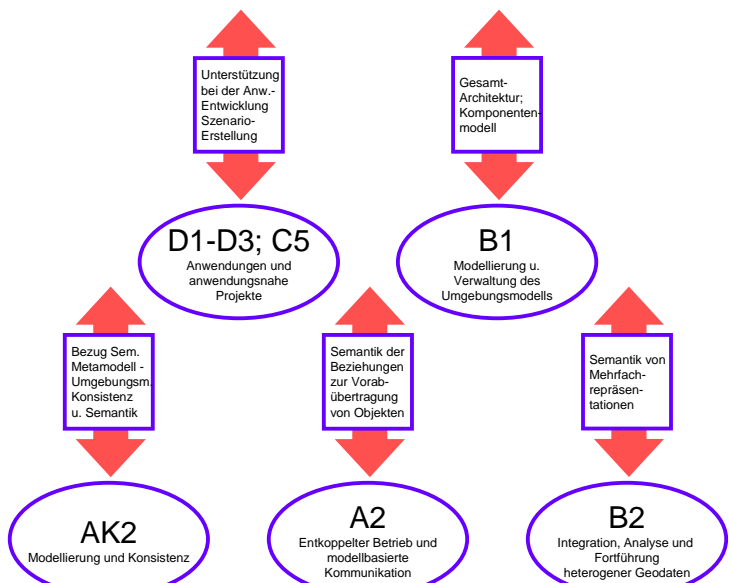 Unterstützung
bei der Anw.-
Entwicklung
Szenario-
Erstellung
Gesamt-
Architektur;
Komponenten-
modell
D1-D3; C5
Anwendungen und
anwendungsnahe
Projekte
B1
Modellierung u.
Verwaltung des
Umgebungsmodells
Bezug Sem.
Metamodell -
Umgebungsm.
Konsistenz
u. Semantik
Semantik der
Beziehungen
zur Vorab-
übertragung
von Objekten
Semantik von
Mehrfach-
repräsen-
tationen
AK2
Modellierung und Konsistenz
A2
Entkoppelter Betrieb und
modellbasierte
Kommunikation
B2
Integration, Analyse und
Fortführung
heterogener Geodaten